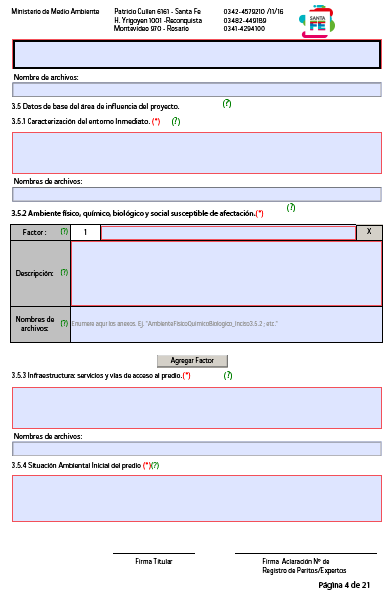 Ministerio de Medio Ambiente
Patricio Cullen 6161 - Santa Fe
H. Yrigoyen 1001 -Reconquista
Montevideo 970 - Rosario
0342-4579210 /11/16
03482-449189
0341-4294100
SANTA
FE
Nombre de archivos:
3.5 Datos de base del área de influencia del proyecto. (?)
3.5.1 Caracterización del entorno Inmediato. (*) (?)
Nombres de archivos:
3.5.2 Ambiente físico, químico, biológico y social susceptible de afectación.(*) (?)
Factor : (?) 1 X
Descripción: (?)
Nombres de archivos: (?) Enumere aquí los anexos. Ej. "AmbienteFisicoQuimicoBiologico_Inciso3.5.2 ; etc."
Agregar Factor
3.5.3 Infraestructura: servicios y vías de acceso al predio.(*) (?)
Nombres de archivos:
3.5.4 Situación Ambiental Inicial del predio (*)(?)
Firma Titular
Firma Aclaración Nº de
Registro de Peritos/Expertos
Página 4 de 21